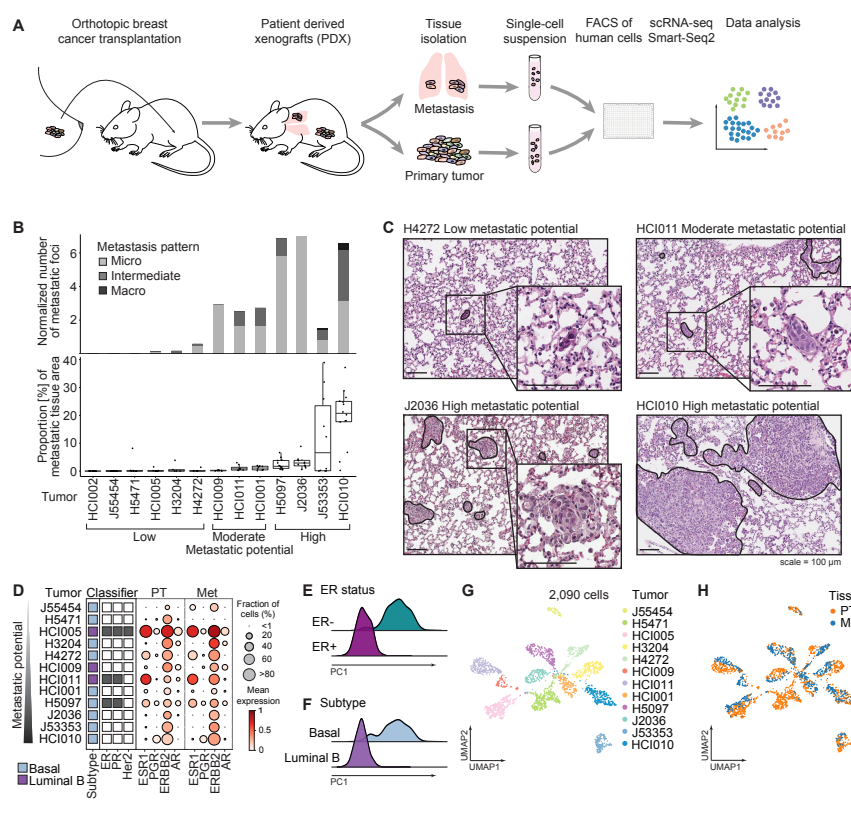 A
Orthotopic breast
cancer transplantation
Patient derived
xenografts (PDX)
Tissue
isolation
Single-cell
suspension
FACS of
human cells
scRNA-seq
Smart-Seq2
Data analysis
Metastasis
Primary tumor
B
Metastasis pattern
Micro
Intermediate
Macro
Normalized number
of metastatic foci
6
4
2
Proportion [%] of
metastatic tissue area
40
30
20
10
0
Tumor
HCI002
J55454
H5471
HCI005
H3204
H4272
HCI009
HCI011
HCI001
H5097
J2036
J53353
HCI010
Low
Moderate
High
Metastatic potential
C
H4272 Low metastatic potential
HCI011 Moderate metastatic potential
J2036 High metastatic potential
HCI010 High metastatic potential
scale = 100 µm
D
Tumor
Classifier
PT
Met
Metastatic potential
J55454
H5471
HCI005
H3204
H4272
HCI009
HCI011
HCI001
H5097
J2036
J53353
HCI010
Basal
Luminal B
Subtype
ER
PR
Her2
ESR1
PGR
ERBB2
AR
ESR1
PGR
ERBB2
AR
Fraction of
cells (%)
<1
20
40
60
>80
Mean
expression
1
0
E
ER status
ER-
ER+
PC1
F
Subtype
Basal
Luminal B
PC1
G
2,090 cells
Tumor
J55454
H5471
HCI005
H3204
H4272
HCI009
HCI011
HCI001
H5097
J2036
J53353
HCI010
UMAP2
UMAP1
H
Tiss
PT
M
UMAP2
UMAP1